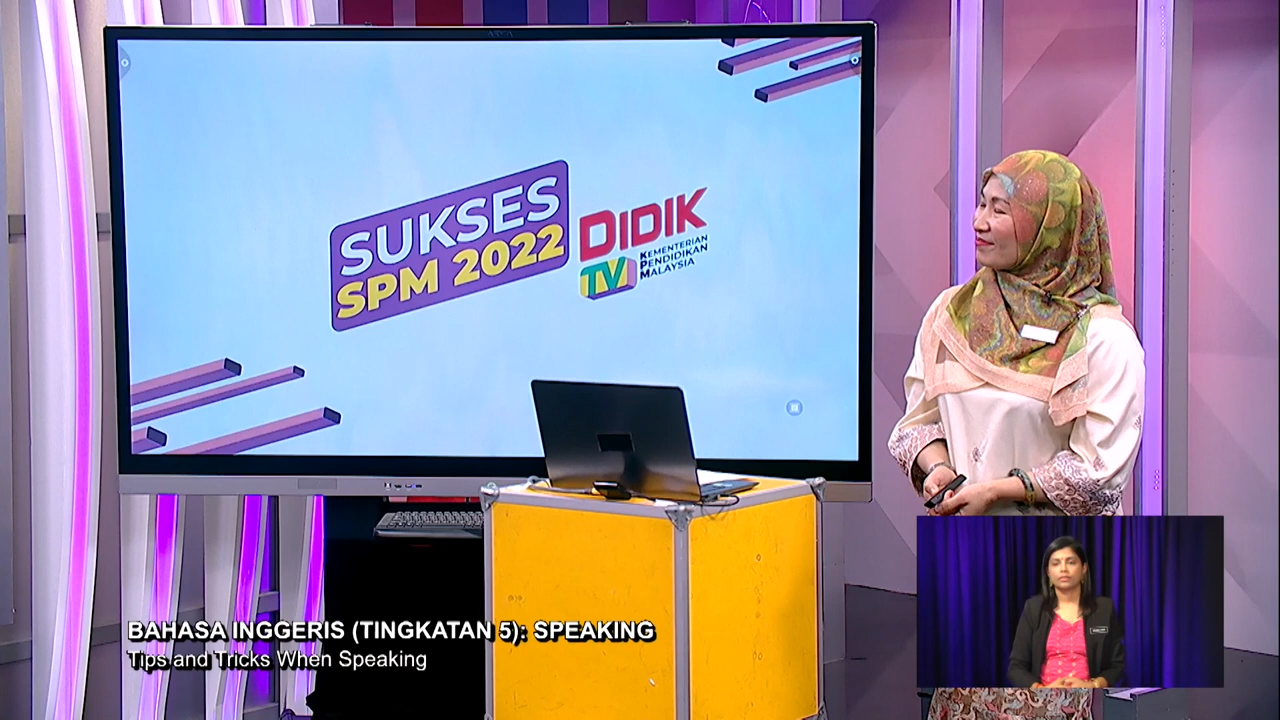 SUKSES
SPM 2022
DIDIK
TV
KEMENTERIAN
PENDIDIKAN
MALAYSIA
BAHASA INGGERIS (TINGKATAN 5): SPEAKING
Tips and Tricks When Speaking